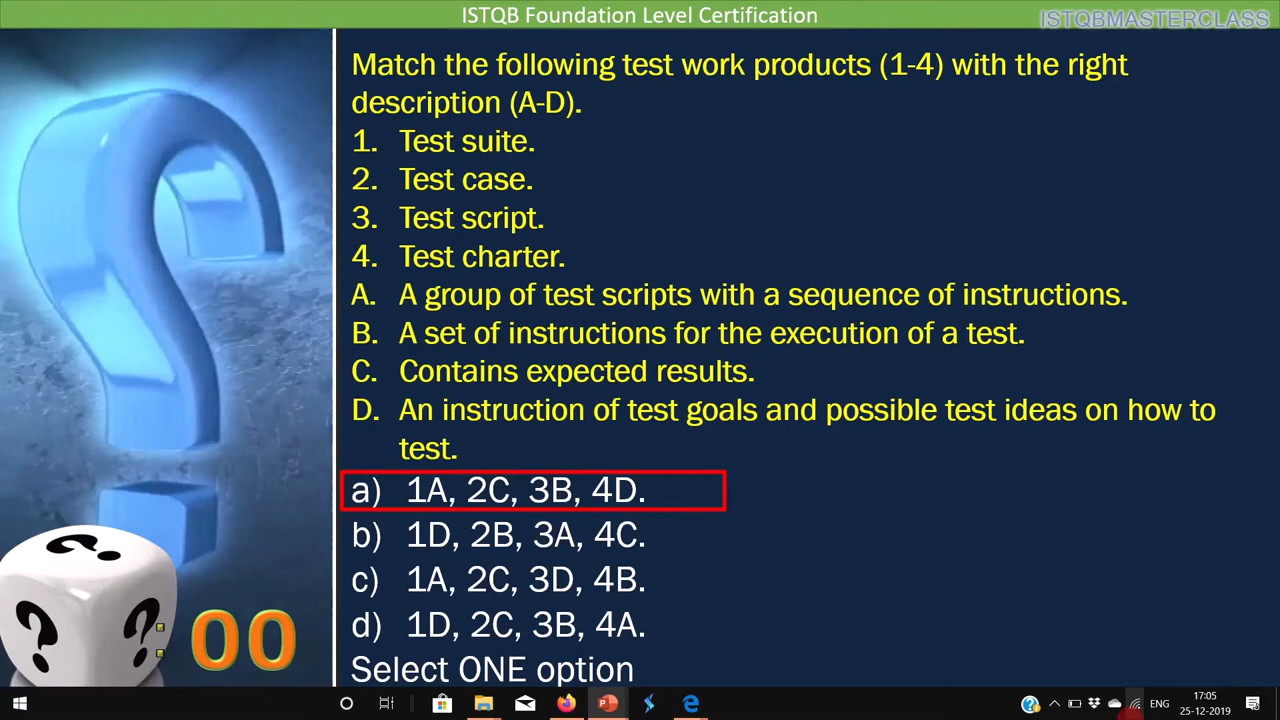 ISTQB Foundation Level Certification
ISTQBMASTERCLASS
Match the following test work products (1-4) with the right
description (A-D).
1. Test suite.
2. Test case.
3. Test script.
4. Test charter.
A. A group of test scripts with a sequence of instructions.
B. A set of instructions for the execution of a test.
C. Contains expected results.
D. An instruction of test goals and possible test ideas on how to
test.
a) 1A, 2C, 3B, 4D.
b) 1D, 2B, 3A, 4C.
c) 1A, 2C, 3D, 4B.
d) 1D, 2C, 3B, 4A.
Select ONE option
? ? ?
00
ENG
17:05
25-12-2019